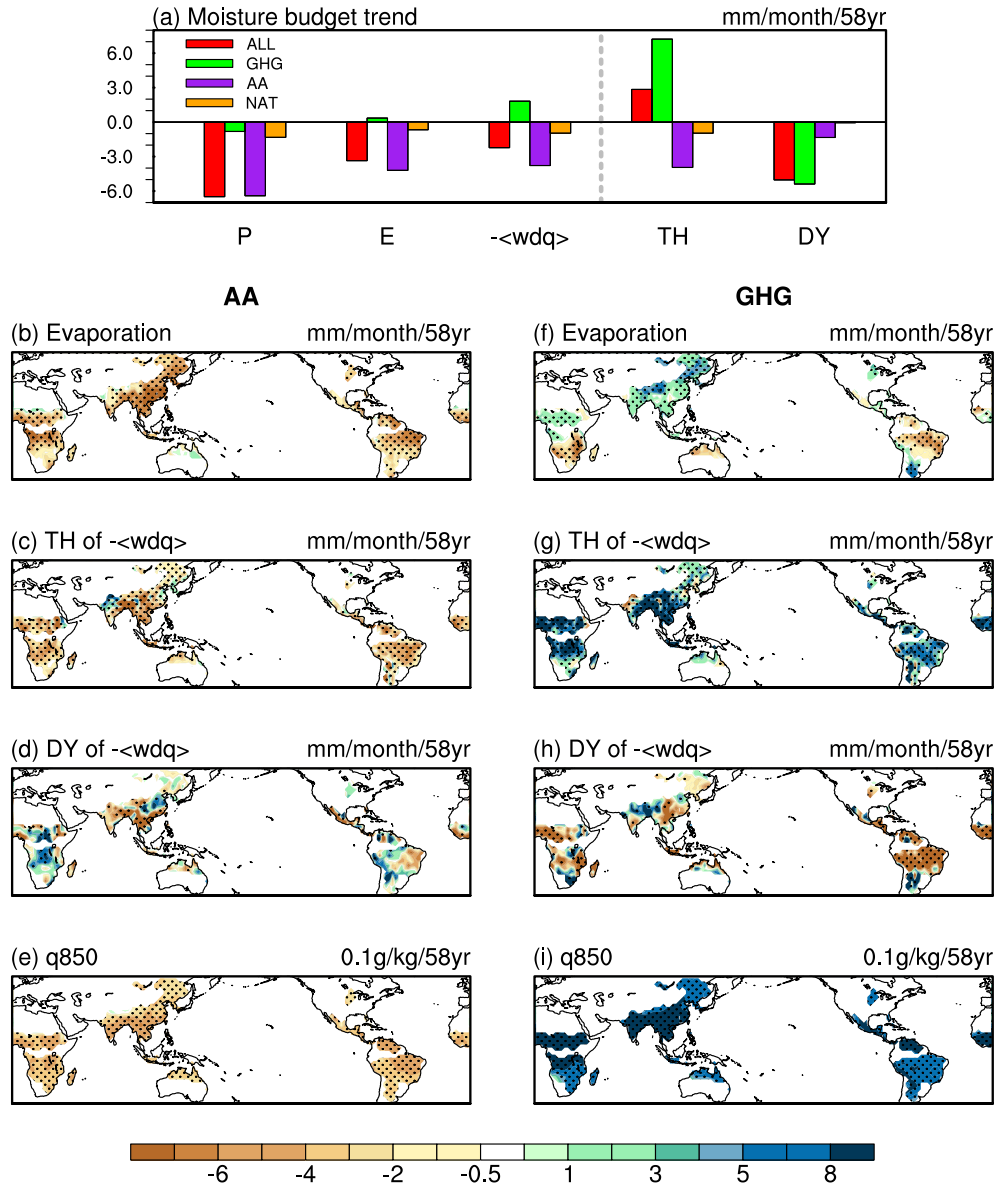 (a) Moisture budget trend mm/month/58yr
ALL
GHG
AA
NAT
6.0
3.0
0.0
-3.0
-6.0
P E -<wdq> TH DY
AA GHG
(b) Evaporation mm/month/58yr (f) Evaporation mm/month/58yr
(c) TH of -<wdq> mm/month/58yr (g) TH of -<wdq> mm/month/58yr
(d) DY of -<wdq> mm/month/58yr (h) DY of -<wdq> mm/month/58yr
(e) q850 0.1g/kg/58yr (i) q850 0.1g/kg/58yr
-6 -4 -2 -0.5 1 3 5 8